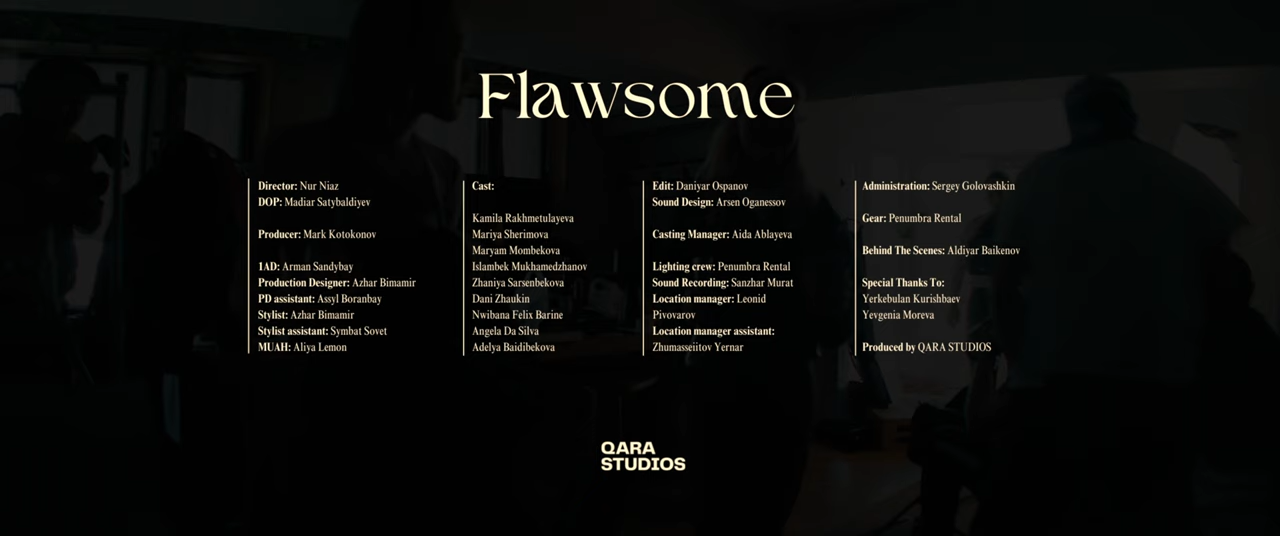 Flawsome
Director: Nur Niaz
DOP: Madiar Satybaldiyev
Producer: Mark Kotokonov
1AD: Arman Sandybay
Production Designer: Azhar Bimamir
PD assistant: Assyl Boranbay
Stylist: Azhar Bimamir
Stylist assistant: Symbat Sovet
MUAH: Aliya Lemon
Cast:
Kamila Rakhmetulayeva
Mariya Sherimova
Maryam Mombekova
Islambek Mukhamedzhanov
Zhaniya Sarsenbekova
Dani Zhaukin
Nwibana Felix Barine
Angela Da Silva
Adelya Baidibekova
Edit: Daniyar Ospanov
Sound Design: Arsen Oganessov
Casting Manager: Aida Ablayeva
Lighting crew: Penumbra Rental
Sound Recording: Sanzhar Murat
Location manager: Leonid
Pivovarov
Location manager assistant:
Zhumasseiitov Yernar
Administration: Sergey Golovashkin
Gear: Penumbra Rental
Behind The Scenes: Aldiyar Baikenov
Special Thanks To:
Yerkebulan Kurishbaev
Yevgenia Moreva
Produced by QARA STUDIOS
QARA
STUDIOS